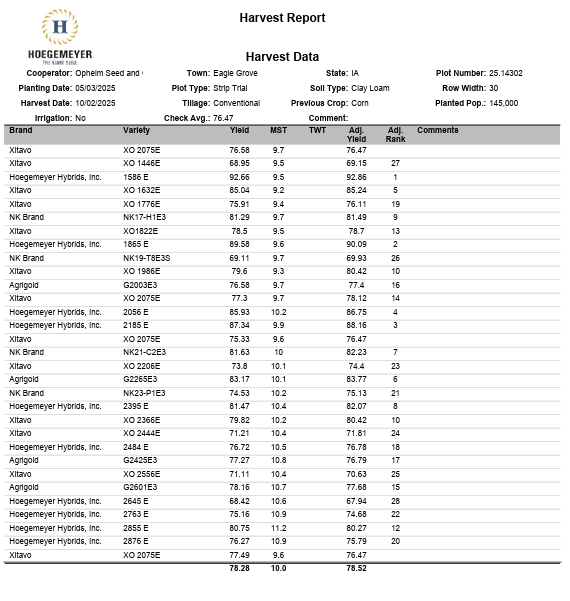 Harvest Report
H
HOEGEMEYER
THE RIGHT SEED
Harvest Data
Cooperator: Opheim Seed and Town: Eagle Grove State: IA Plot Number: 25.14302
Planting Date: 05/03/2025 Plot Type: Strip Trial Soil Type: Clay Loam Row Width: 30
Harvest Date: 10/02/2025 Tillage: Conventional Previous Crop: Corn Planted Pop.: 145,000
Irrigation: No Check Avg.: 76.47 Comment:
Brand Variety Yield MST TWT Adj. Yield Adj. Rank Comments
Xitavo XO 2075E 76.58 9.7 76.47
Xitavo XO 1446E 68.95 9.5 69.15 27
Hoegemeyer Hybrids, Inc. 1586 E 92.66 9.5 92.86 1
Xitavo XO 1632E 85.04 9.2 85.24 5
Xitavo XO 1776E 75.91 9.4 76.11 19
NK Brand NK17-H1E3 81.29 9.7 81.49 9
Xitavo XO1822E 78.5 9.5 78.7 13
Hoegemeyer Hybrids, Inc. 1865 E 89.58 9.6 90.09 2
NK Brand NK19-T8E3S 69.11 9.7 69.93 26
Xitavo XO 1986E 79.6 9.3 80.42 10
Agrigold G2003E3 76.58 9.7 77.4 16
Xitavo XO 2075E 77.3 9.7 78.12 14
Hoegemeyer Hybrids, Inc. 2056 E 85.93 10.2 86.75 4
Hoegemeyer Hybrids, Inc. 2185 E 87.34 9.9 88.16 3
Xitavo XO 2075E 75.33 9.6 76.47
NK Brand NK21-C2E3 81.63 10 82.23 7
Xitavo XO 2206E 73.8 10.1 74.4 23
Agrigold G2265E3 83.17 10.1 83.77 6
NK Brand NK23-P1E3 74.53 10.2 75.13 21
Hoegemeyer Hybrids, Inc. 2395 E 81.47 10.4 82.07 8
Xitavo XO 2366E 79.82 10.2 80.42 10
Xitavo XO 2444E 71.21 10.4 71.81 24
Hoegemeyer Hybrids, Inc. 2484 E 76.72 10.5 76.78 18
Agrigold G2425E3 77.27 10.8 76.79 17
Xitavo XO 2556E 71.11 10.4 70.63 25
Agrigold G2601E3 78.16 10.7 77.68 15
Hoegemeyer Hybrids, Inc. 2645 E 68.42 10.6 67.94 28
Hoegemeyer Hybrids, Inc. 2763 E 75.16 10.9 74.68 22
Hoegemeyer Hybrids, Inc. 2855 E 80.75 11.2 80.27 12
Hoegemeyer Hybrids, Inc. 2876 E 76.27 10.9 75.79 20
Xitavo XO 2075E 77.49 9.6 76.47
78.28 10.0 78.52